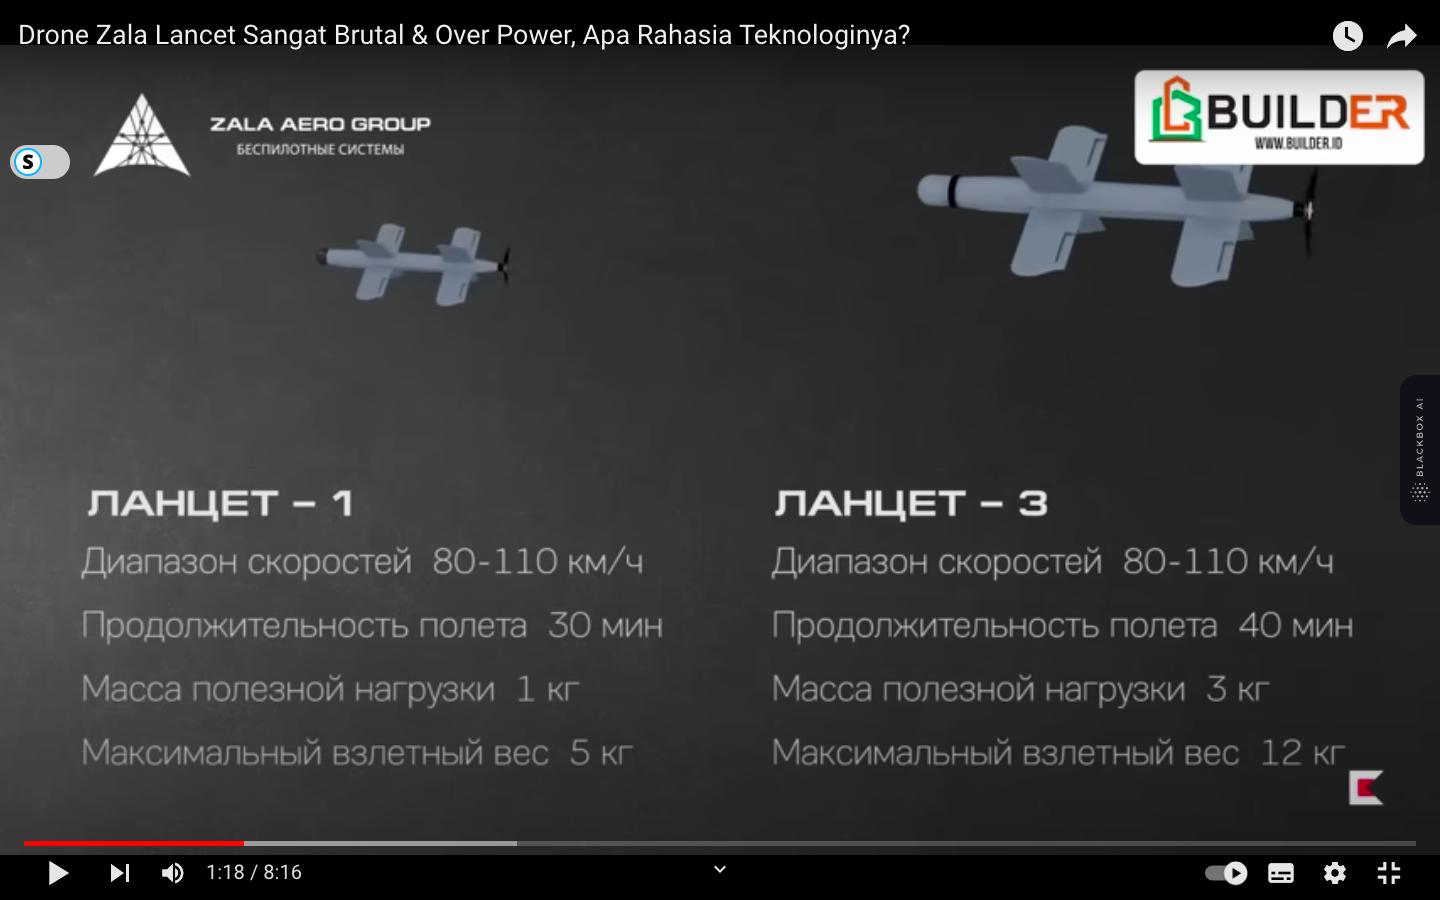 Drone Zala Lancet Sangat Brutal & Over Power, Apa Rahasia Teknologinya?
BUILDER
WWW.BUILDER.ID
ZALA AERO GROUP
БЕСПИЛОТНЫЕ СИСТЕМЫ
S
BLACKBOX AI
ЛАНЦЕТ – 1
Диапазон скоростей 80-110 км/ч
Продолжительность полета 30 мин
Масса полезной нагрузки 1 кг
Максимальный взлетный вес 5 кг
ЛАНЦЕТ – 3
Диапазон скоростей 80-110 км/ч
Продолжительность полета 40 мин
Масса полезной нагрузки 3 кг
Максимальный взлетный вес 12 кг
1:18 / 8:16